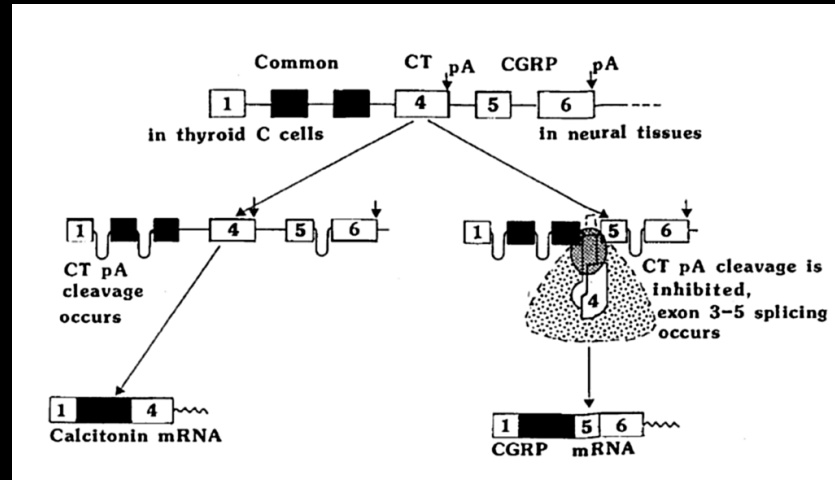 Common CT pA CGRP pA
1 4 5 6
in thyroid C cells in neural tissues
1 4 5 6
1 5 6
CT pA
cleavage
occurs
4
CT pA cleavage is
inhibited,
exon 3-5 splicing
occurs
1 4
Calcitonin mRNA
1 5 6
CGRP mRNA